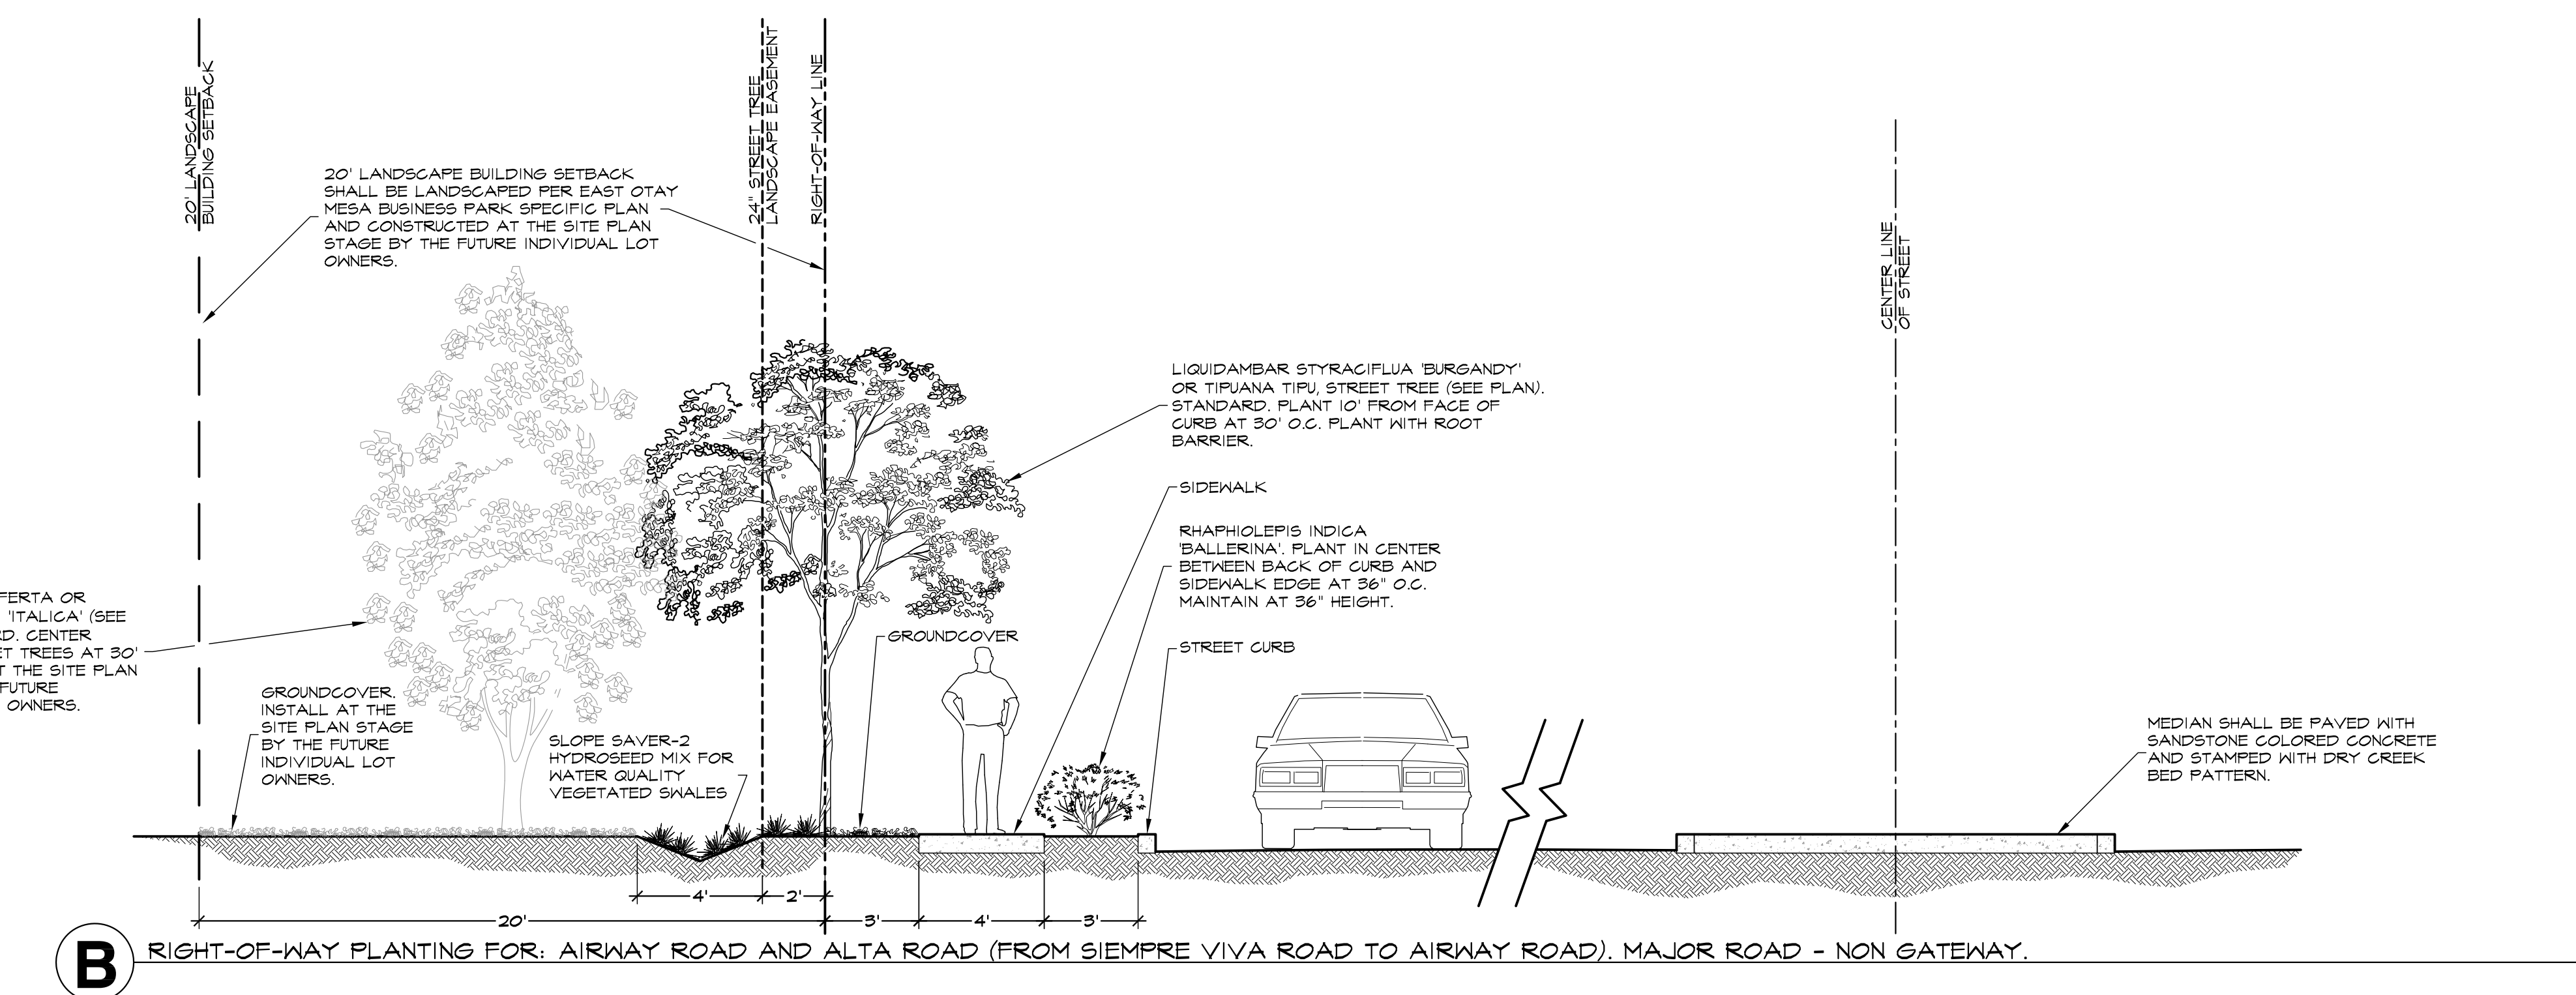 20' LANDSCAPE
BUILDING SETBACK
24" STREET TREE
LANDSCAPE EASEMENT
RIGHT-OF-WAY LINE
20' LANDSCAPE BUILDING SETBACK
SHALL BE LANDSCAPED PER EAST OTAY
MESA BUSINESS PARK SPECIFIC PLAN
AND CONSTRUCTED AT THE SITE PLAN
STAGE BY THE FUTURE INDIVIDUAL LOT
OWNERS.
CENTER LINE
OF STREET
LIQUIDAMBAR STYRACIFLUA 'BURGANDY'
OR TIPUANA TIPU, STREET TREE (SEE PLAN).
STANDARD. PLANT 10' FROM FACE OF
CURB AT 30' O.C. PLANT WITH ROOT
BARRIER.
SIDEWALK
RHAPHIOLEPIS INDICA
'BALLERINA'. PLANT IN CENTER
BETWEEN BACK OF CURB AND
SIDEWALK EDGE AT 36" O.C.
MAINTAIN AT 36" HEIGHT.
STREET CURB
GROUNDCOVER
FERTA OR
'ITALICA' (SEE
RD. CENTER
ET TREES AT 30'
T THE SITE PLAN
FUTURE
OWNERS.
GROUNDCOVER.
INSTALL AT THE
SITE PLAN STAGE
BY THE FUTURE
INDIVIDUAL LOT
OWNERS.
SLOPE SAVER-2
HYDROSEED MIX FOR
WATER QUALITY
VEGETATED SWALES
MEDIAN SHALL BE PAVED WITH
SANDSTONE COLORED CONCRETE
AND STAMPED WITH DRY CREEK
BED PATTERN.
4' 2'
20' 3' 4' 3'
B RIGHT-OF-WAY PLANTING FOR: AIRWAY ROAD AND ALTA ROAD (FROM SIEMPRE VIVA ROAD TO AIRWAY ROAD). MAJOR ROAD - NON GATEWAY.